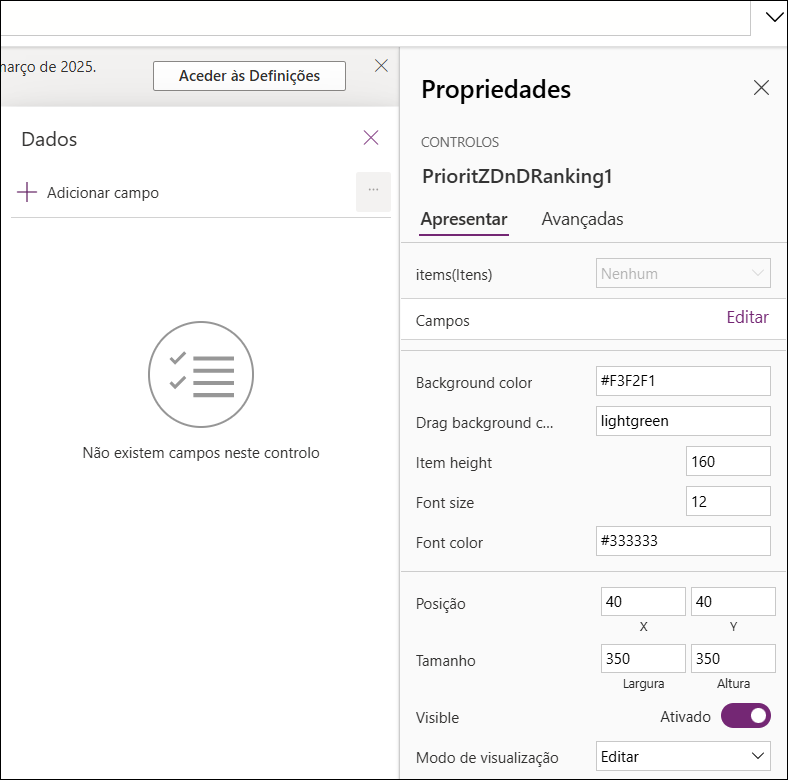 março de 2025.
Aceder às Definições
Dados
Adicionar campo
...
Não existem campos neste controlo
Propriedades
CONTROLOS
PrioritZDnDRanking1
Apresentar Avançadas
items(Itens) Nenhum
Campos Editar
Background color #F3F2F1
Drag background c... lightgreen
Item height 160
Font size 12
Font color #333333
Posição 40 40
X Y
Tamanho 350 350
Largura Altura
Visible Ativado
Modo de visualização Editar